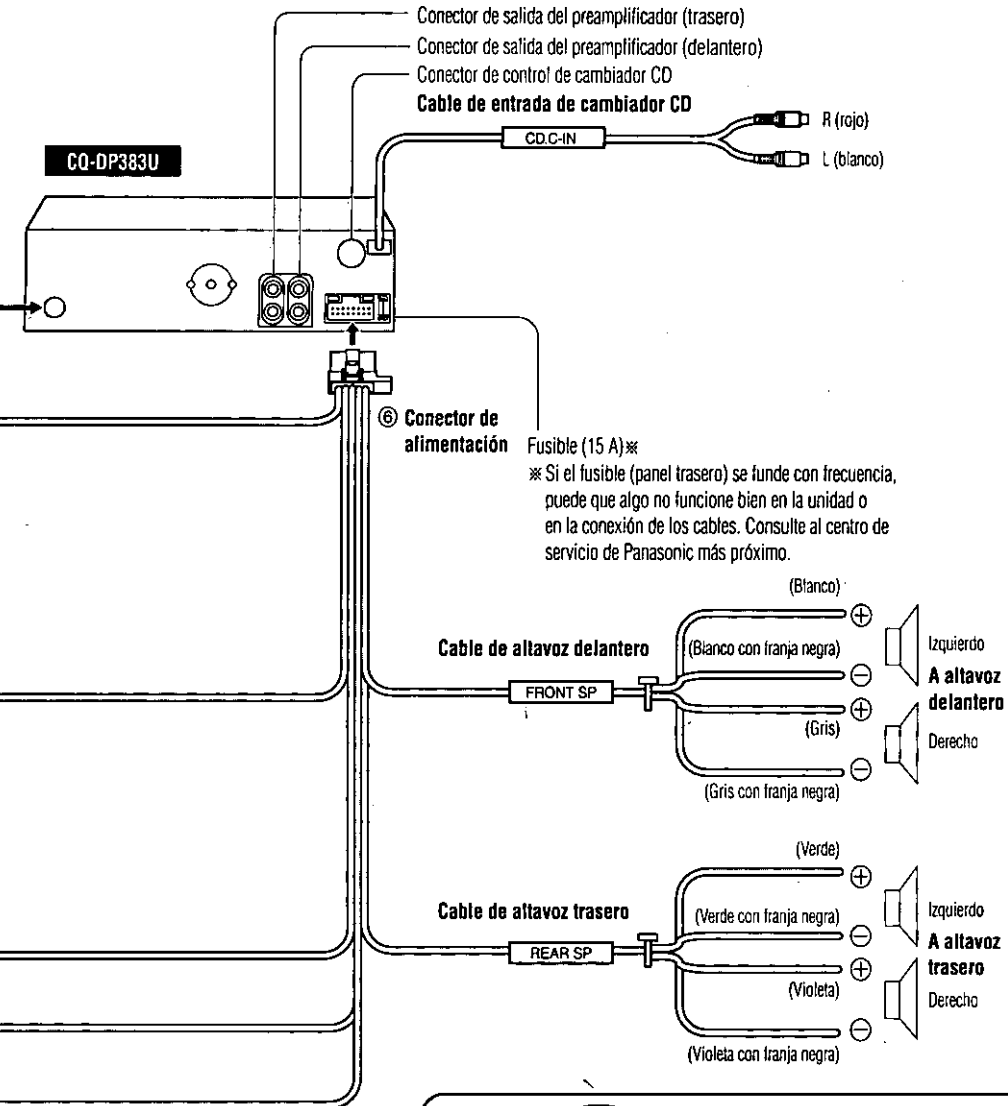 Conector de salida del preamplificador (trasero)
Conector de salida del preamplificador (delantero)
Conector de control de cambiador CD
Cable de entrada de cambiador CD
CD.C-IN
R (rojo)
L (blanco)
CQ-DP383U
⑥ Conector de
alimentación
Fusible (15 A)※
※ Si el fusible (panel trasero) se funde con frecuencia,
puede que algo no funcione bien en la unidad o
en la conexión de los cables. Consulte al centro de
servicio de Panasonic más próximo.
(Blanco)
⊕
Cable de altavoz delantero
(Blanco con franja negra)
Izquierdo
FRONT SP
⊖
A altavoz
delantero
⊕
(Gris)
Derecho
⊖
(Gris con franja negra)
(Verde)
⊕
Cable de altavoz trasero
(Verde con franja negra)
Izquierdo
REAR SP
⊖
A altavoz
trasero
⊕
(Violeta)
Derecho
⊖
(Violeta con franja negra)